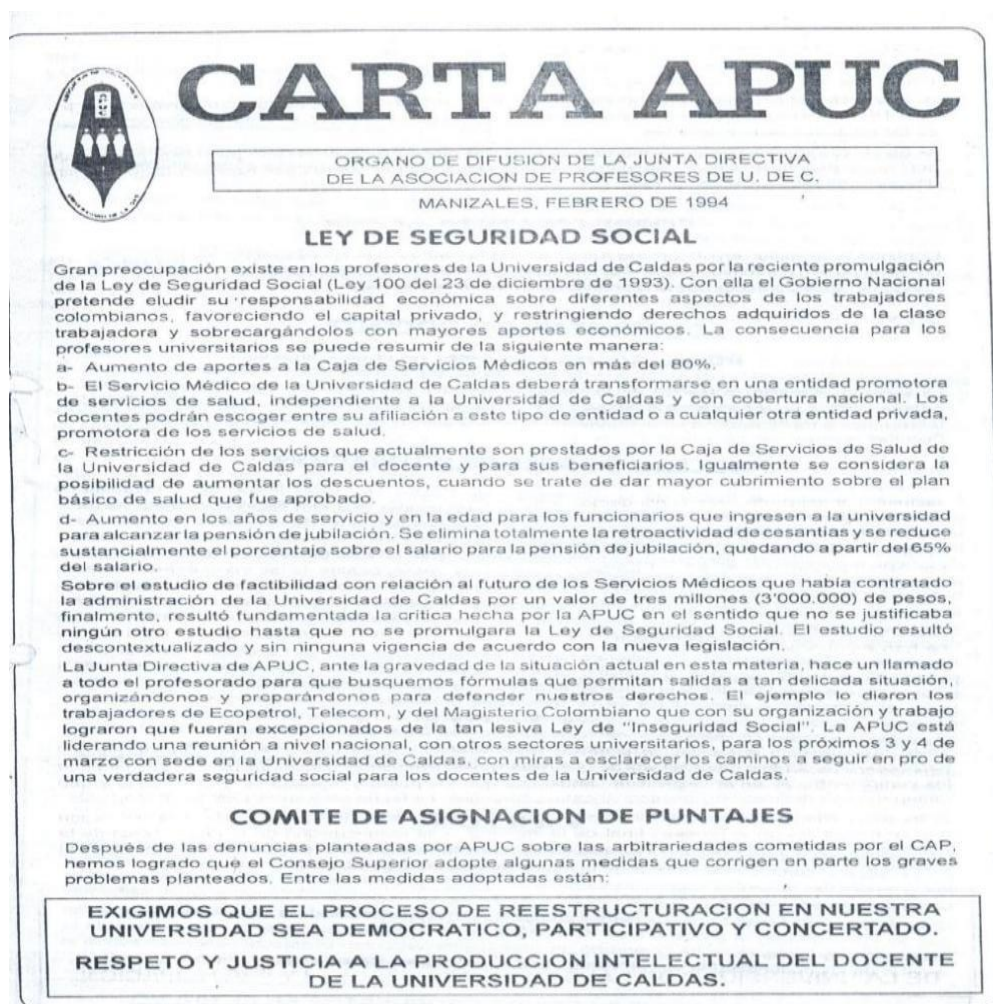 CARTA APUC
ORGANO DE DIFUSION DE LA JUNTA DIRECTIVA
DE LA ASOCIACION DE PROFESORES DE U. DE C.
MANIZALES, FEBRERO DE 1994
LEY DE SEGURIDAD SOCIAL
Gran preocupación existe en los profesores de la Universidad de Caldas por la reciente promulgación
de la Ley de Seguridad Social (Ley 100 del 23 de diciembre de 1993). Con ella el Gobierno Nacional
pretende eludir su responsabilidad económica sobre diferentes aspectos de los trabajadores
colombianos, favoreciendo el capital privado, y restringiendo derechos adquiridos de la clase
trabajadora y sobrecargándolos con mayores aportes económicos. La consecuencia para los
profesores universitarios se puede resumir de la siguiente manera:
a- Aumento de aportes a la Caja de Servicios Médicos en más del 80%.
b- El Servicio Médico de la Universidad de Caldas deberá transformarse en una entidad promotora
de servicios de salud, independiente a la Universidad de Caldas y con cobertura nacional. Los
docentes podrán escoger entre su afiliación a este tipo de entidad o a cualquier otra entidad privada,
promotora de los servicios de salud.
c- Restricción de los servicios que actualmente son prestados por la Caja de Servicios de Salud de
la Universidad de Caldas para el docente y para sus beneficiarios. Igualmente se considera la
posibilidad de aumentar los descuentos, cuando se trate de dar mayor cubrimiento sobre el plan
básico de salud que fue aprobado.
d- Aumento en los años de servicio y en la edad para los funcionarios que ingresen a la universidad
para alcanzar la pensión de jubilación. Se elimina totalmente la retroactividad de cesantías y se reduce
sustancialmente el porcentaje sobre el salario para la pensión de jubilación, quedando a partir del 65%
del salario.
Sobre el estudio de factibilidad con relación al futuro de los Servicios Médicos que había contratado
la administración de la Universidad de Caldas por un valor de tres millones (3'000.000) de pesos,
finalmente, resultó fundamentada la crítica hecha por la APUC en el sentido que no se justificaba
ningún otro estudio hasta que no se promulgara la Ley de Seguridad Social. El estudio resultó
descontextualizado y sin ninguna vigencia de acuerdo con la nueva legislación.
La Junta Directiva de APUC, ante la gravedad de la situación actual en esta materia, hace un llamado
a todo el profesorado para que busquemos fórmulas que permitan salidas a tan delicada situación,
organizándonos y preparándonos para defender nuestros derechos. El ejemplo lo dieron los
trabajadores de Ecopetrol, Telecom, y del Magisterio Colombiano que con su organización y trabajo
lograron que fueran excepcionados de la tan lesiva Ley de "Inseguridad Social". La APUC está
liderando una reunión a nivel nacional, con otros sectores universitarios, para los próximos 3 y 4 de
marzo con sede en la Universidad de Caldas, con miras a esclarecer los caminos a seguir en pro de
una verdadera seguridad social para los docentes de la Universidad de Caldas.
COMITE DE ASIGNACION DE PUNTAJES
Después de las denuncias planteadas por APUC sobre las arbitrariedades cometidas por el CAP,
hemos logrado que el Consejo Superior adopte algunas medidas que corrigen en parte los graves
problemas planteados. Entre las medidas adoptadas están:
EXIGIMOS QUE EL PROCESO DE REESTRUCTURACION EN NUESTRA
UNIVERSIDAD SEA DEMOCRATICO, PARTICIPATIVO Y CONCERTADO.
RESPETO Y JUSTICIA A LA PRODUCCION INTELECTUAL DEL DOCENTE
DE LA UNIVERSIDAD DE CALDAS.